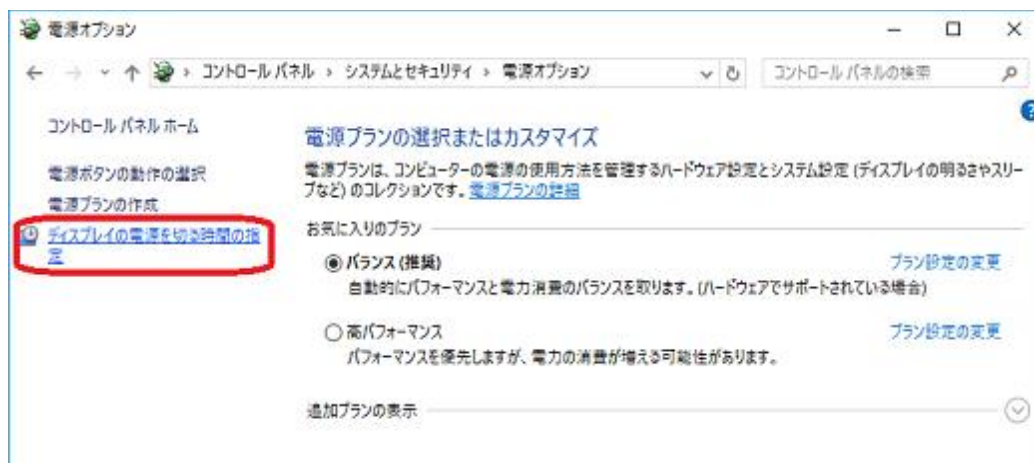 電源オプション
コントロール パネル › システムとセキュリティ › 電源オプション
コントロール パネルの検索
コントロール パネル ホーム
電源ボタンの動作の選択
電源プランの作成
ディスプレイの電源を切る時間の指
定
電源プランの選択またはカスタマイズ
電源プランは、コンピューターの電源の使用方法を管理するハードウェア設定とシステム設定 (ディスプレイの明るさやスリー
プなど) のコレクションです。電源プランの詳細
お気に入りのプラン
バランス (推奨)
プラン設定の変更
自動的にパフォーマンスと電力消費のバランスを取ります。(ハードウェアでサポートされている場合)
高パフォーマンス
プラン設定の変更
パフォーマンスを優先しますが、電力の消費が増える可能性があります。
追加プランの表示